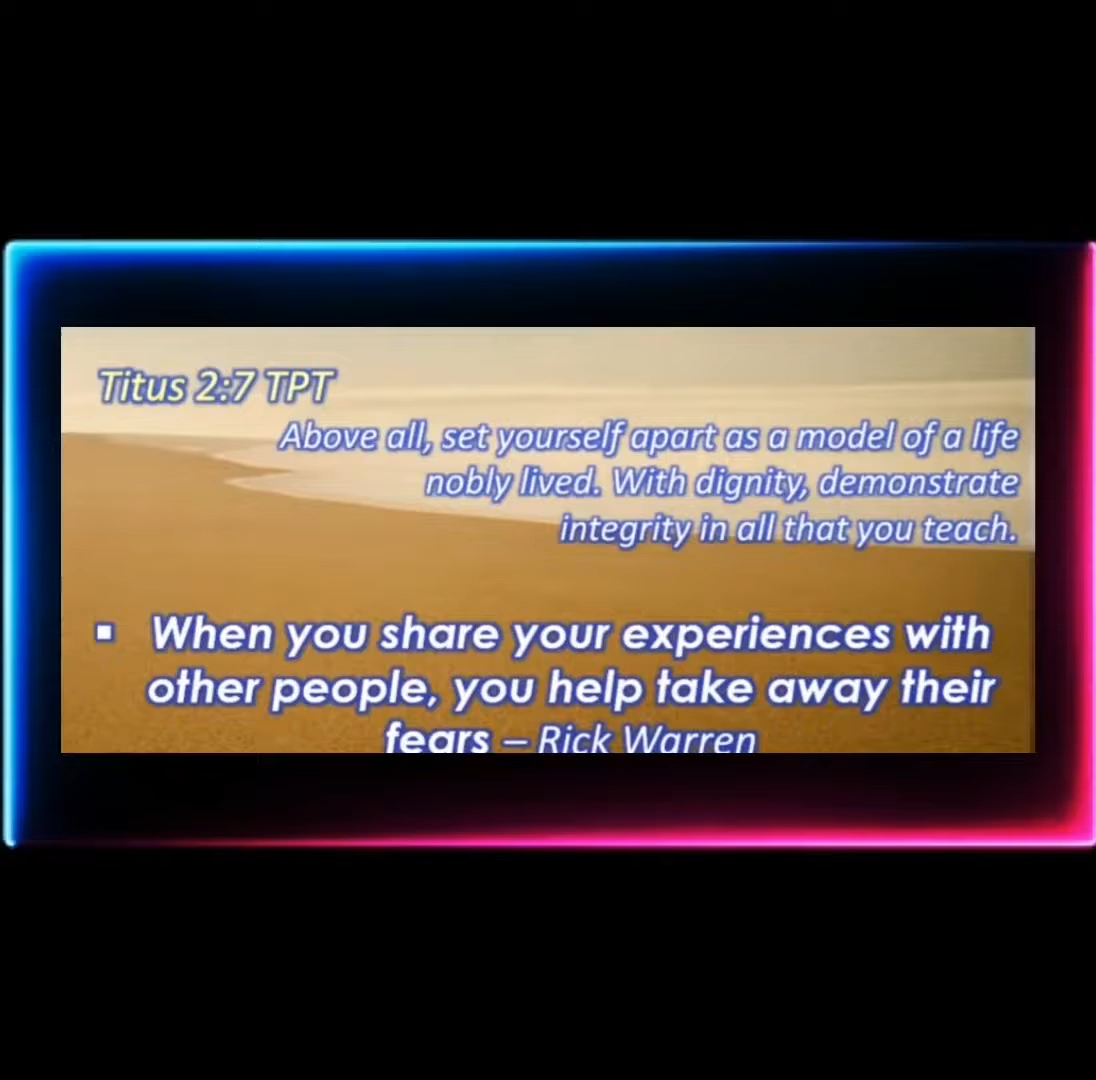 Titus 2:7 TPT
Above all, set yourself apart as a model of a life
nobly lived. With dignity, demonstrate
integrity in all that you teach.
▪ When you share your experiences with
other people, you help take away their
fears – Rick Warren